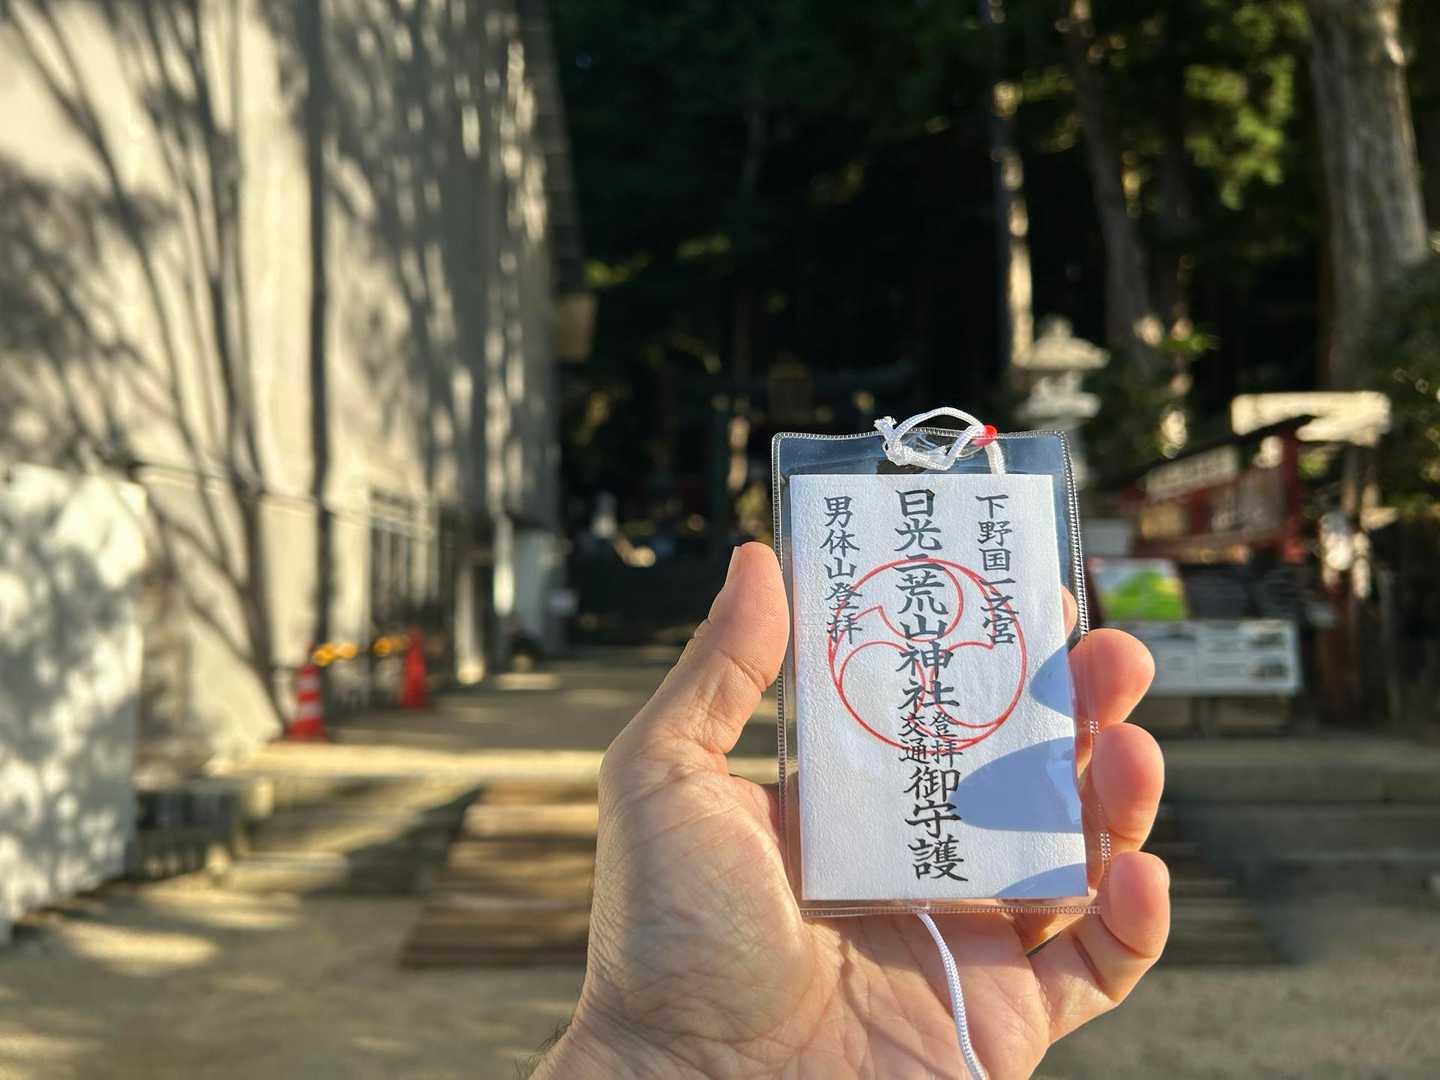 下野国一之宮
日光二荒山神社
登拝
交通
御守護
男体山登拝